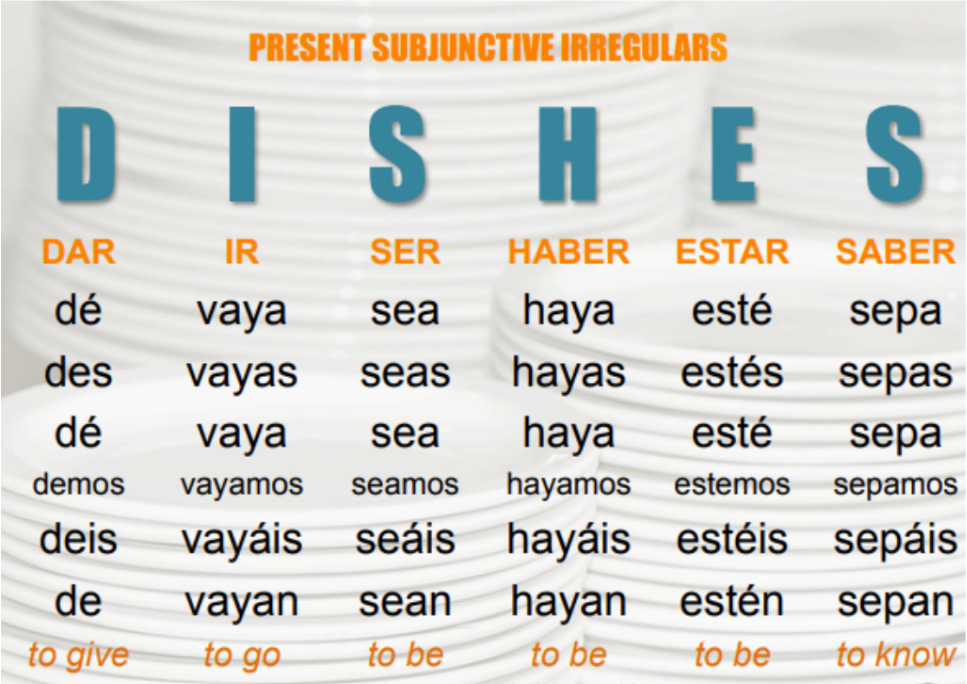 PRESENT SUBJUNCTIVE IRREGULARS
D I S H E S
DAR IR SER HABER ESTAR SABER
dé vaya sea haya esté sepa
des vayas seas hayas estés sepas
dé vaya sea haya esté sepa
demos vayamos seamos hayamos estemos sepamos
deis vayáis seáis hayáis estéis sepáis
de vayan sean hayan estén sepan
to give to go to be to be to be to know